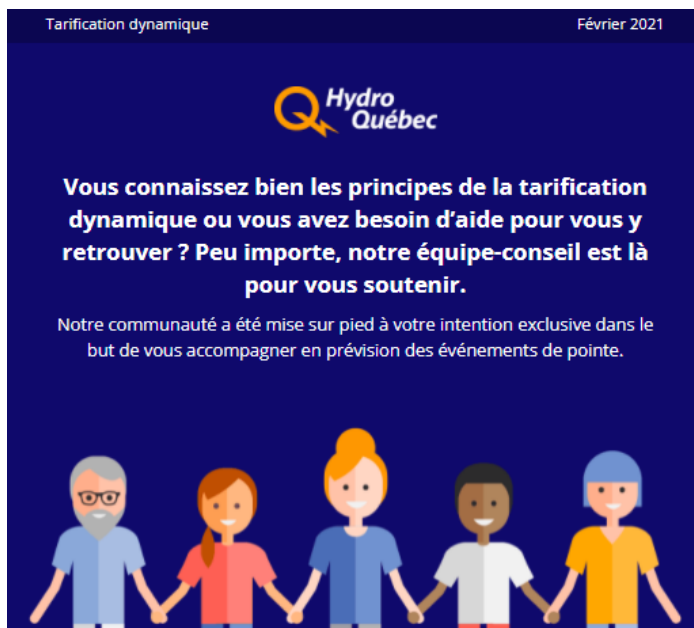 Tarification dynamique
Février 2021
Hydro
Québec
Vous connaissez bien les principes de la tarification
dynamique ou vous avez besoin d’aide pour vous y
retrouver ? Peu importe, notre équipe-conseil est là
pour vous soutenir.
Notre communauté a été mise sur pied à votre intention exclusive dans le
but de vous accompagner en prévision des événements de pointe.